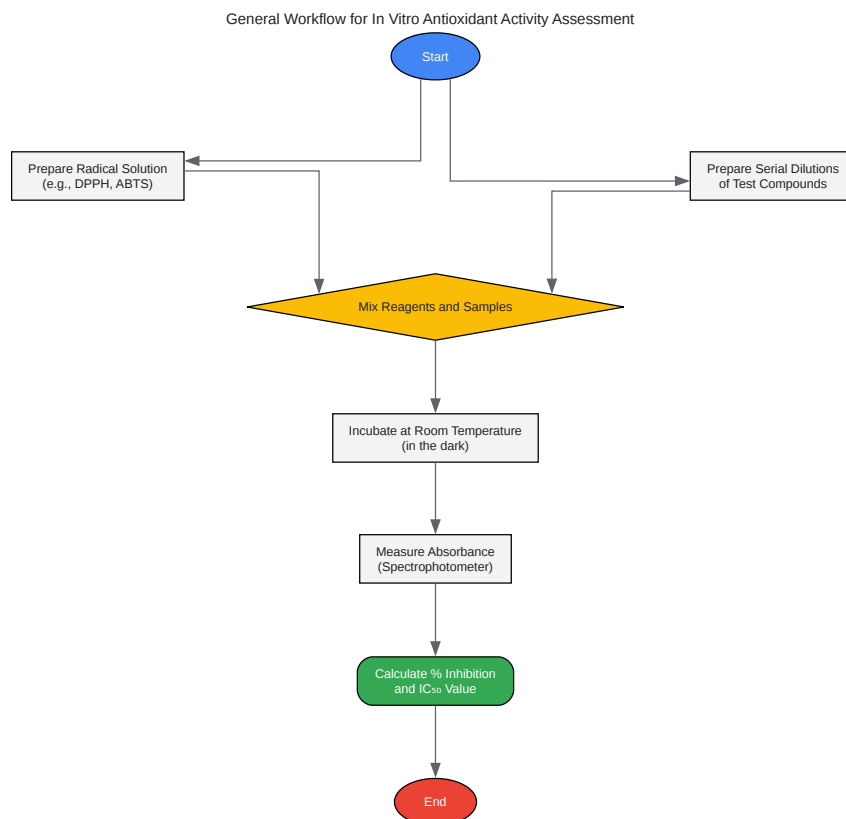 General Workflow for In Vitro Antioxidant Activity Assessment
Start
Prepare Radical Solution
(e.g., DPPH, ABTS)
Prepare Serial Dilutions
of Test Compounds
Mix Reagents and Samples
Incubate at Room Temperature
(in the dark)
Measure Absorbance
(Spectrophotometer)
Calculate % Inhibition
and IC₅₀ Value
End